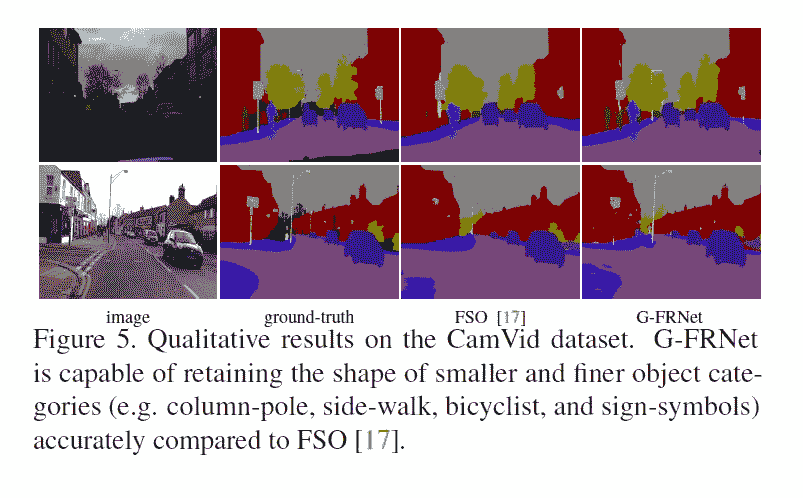 image ground-truth FSO [17] G-FRNet
Figure 5. Qualitative results on the CamVid dataset. G-FRNet
is capable of retaining the shape of smaller and finer object cate-
gories (e.g. column-pole, side-walk, bicyclist, and sign-symbols)
accurately compared to FSO [17].